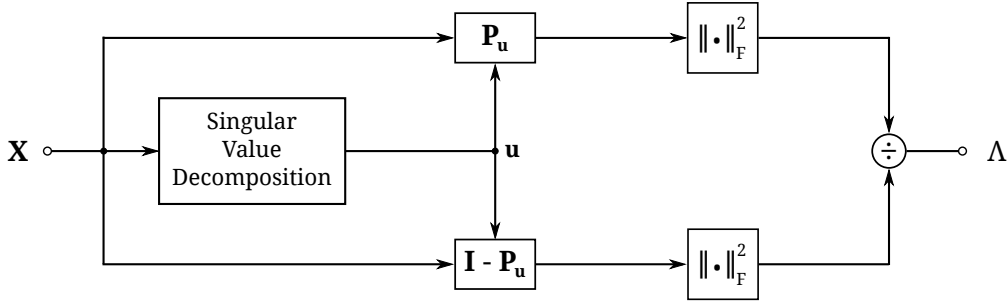 P_u
‖•‖_F^2
Singular
Value
Decomposition
X
u
÷
Λ
I - P_u
‖•‖_F^2